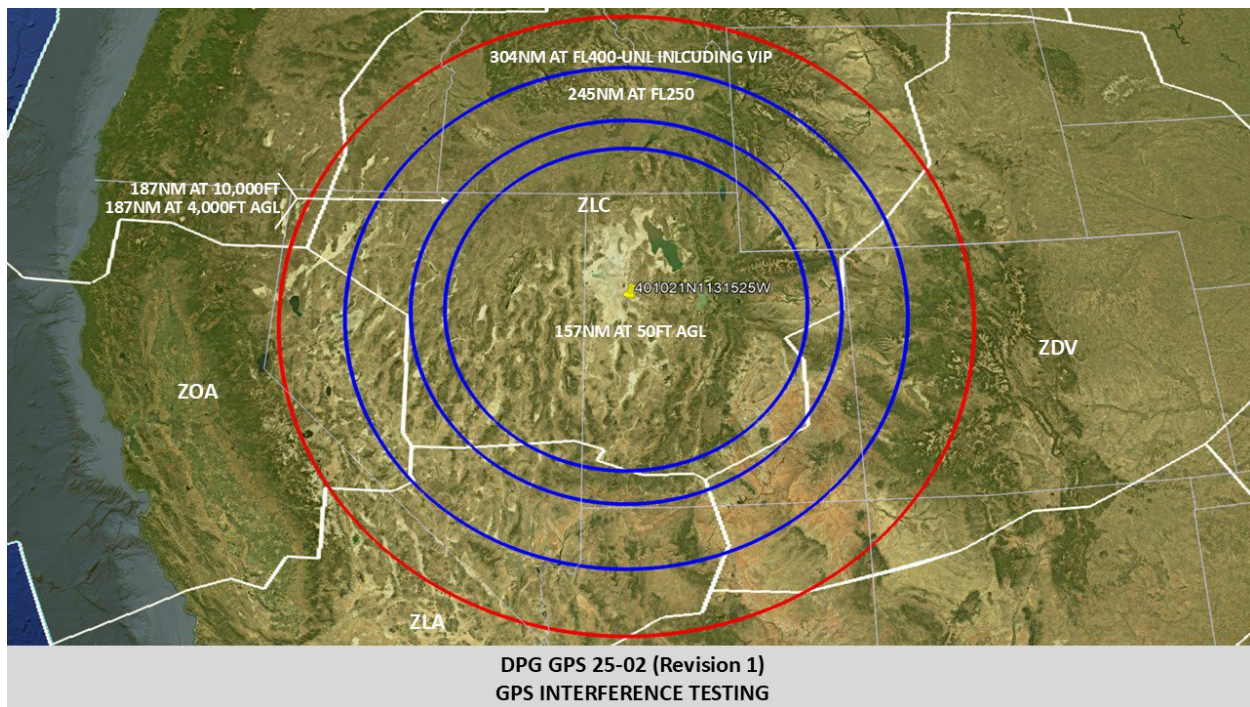 304NM AT FL400-UNL INLCUDING VIP
245NM AT FL250
187NM AT 10,000FT
187NM AT 4,000FT AGL
ZLC
401021N1131525W
157NM AT 50FT AGL
ZDV
ZOA
ZLA
DPG GPS 25-02 (Revision 1)
GPS INTERFERENCE TESTING